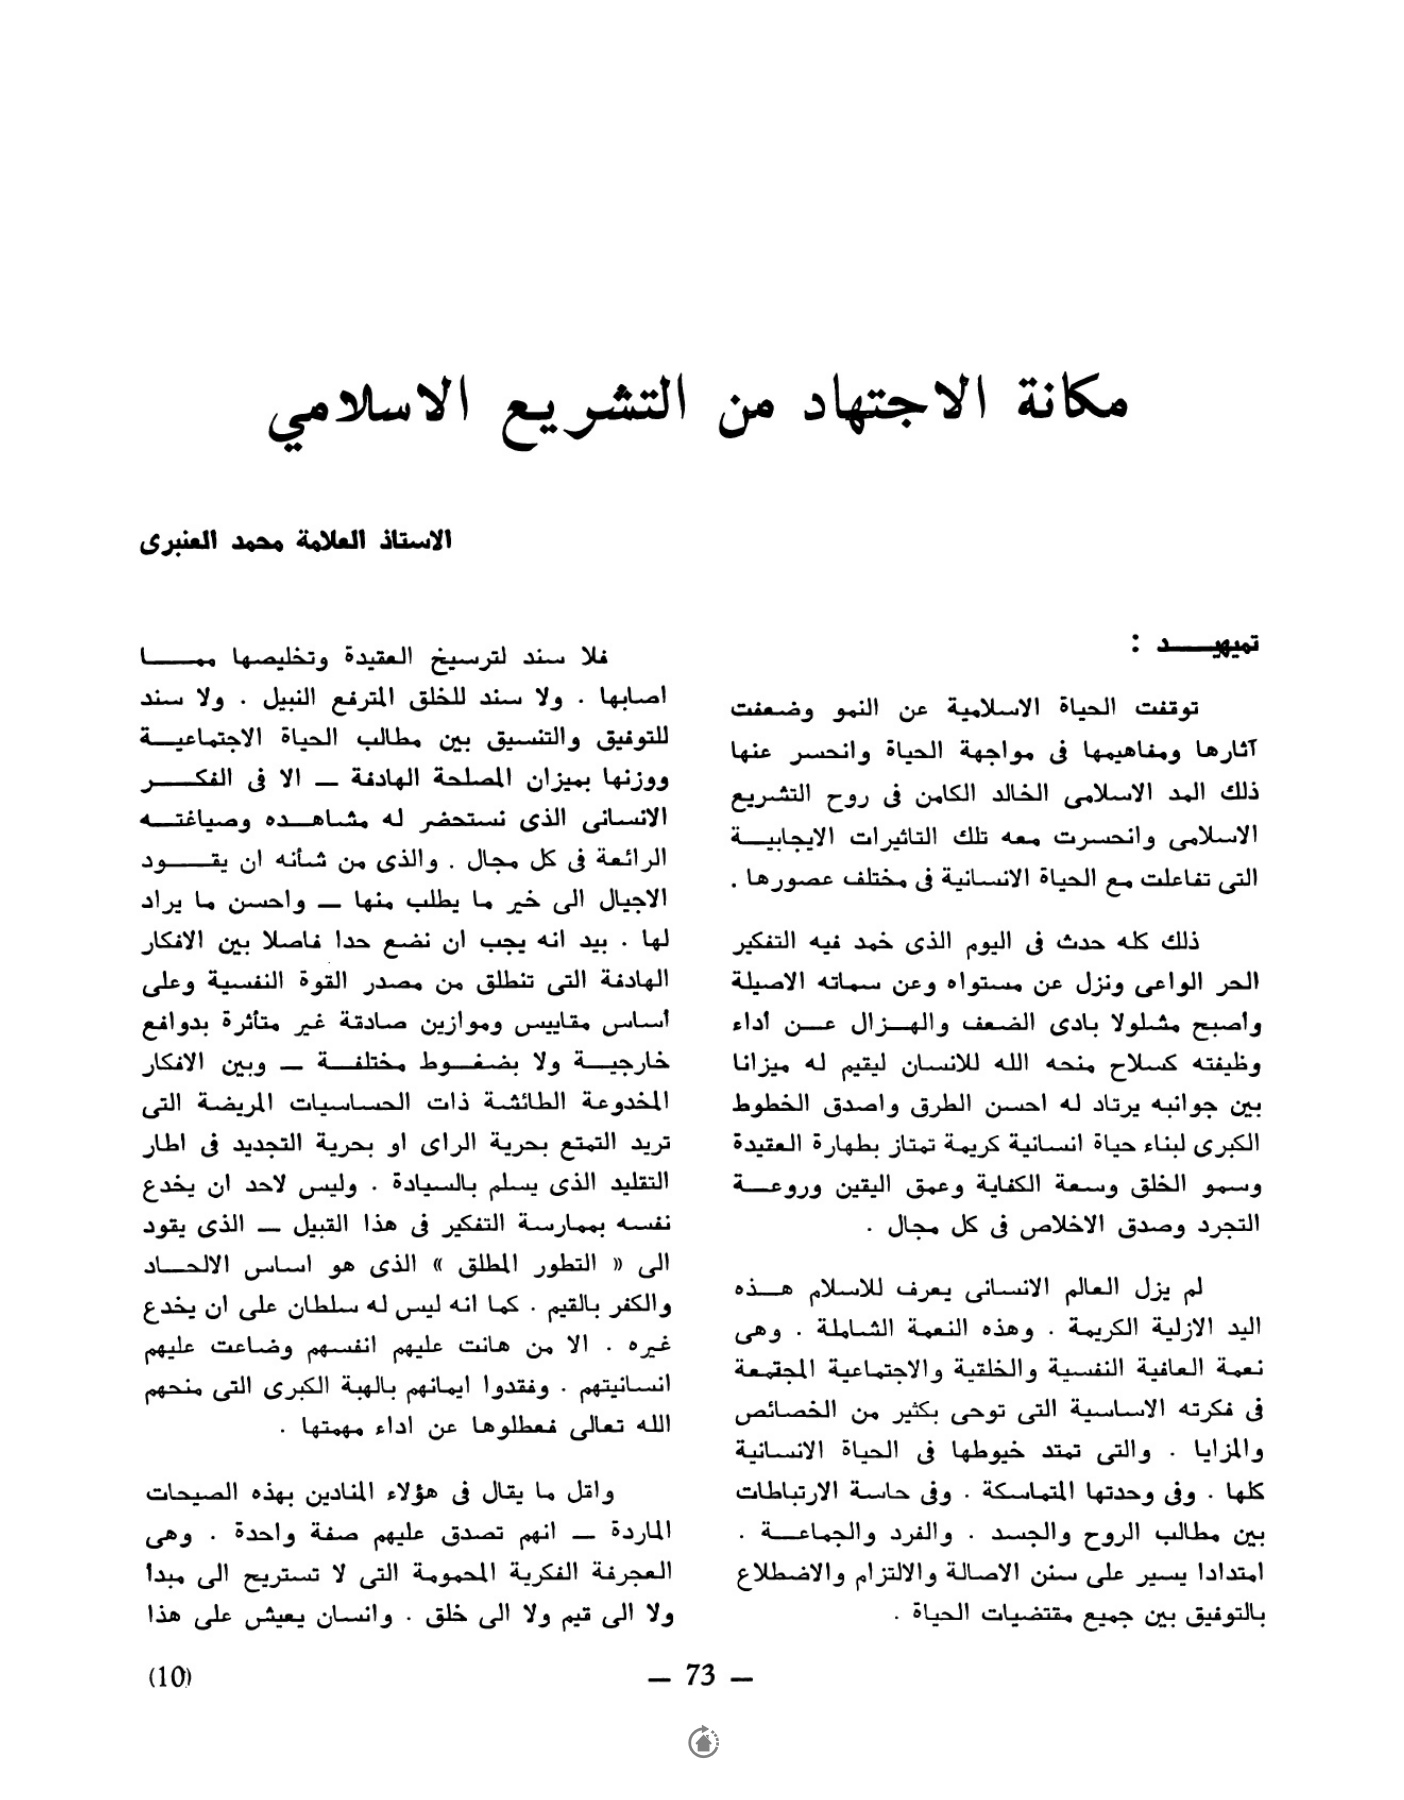 مكانة الاجتهاد من التشريع الاسلامي
الاستاذ العلامة محمد العنبرى
تمهيد :
توقفت الحياة الاسلامية عن النمو وضعفت
آثارها ومفاهيمها فى مواجهة الحياة وانحسر عنها
ذلك المد الاسلامى الخالد الكامن فى روح التشريع
الاسلامى وانحسرت معه تلك التاثيرات الايجابية
التى تفاعلت مع الحياة الانسانية فى مختلف عصورها .
ذلك كله حدث فى اليوم الذى خمد فيه التفكير
الحر الواعى ونزل عن مستواه وعن سماته الاصيلة
وأصبح مشلولا بادى الضعف والهزال عن أداء
وظيفته كسلاح منحه الله للانسان ليقيم له ميزانا
بين جوانبه يرتاد له احسن الطرق واصدق الخطوط
الكبرى لبناء حياة انسانية كريمة تمتاز بطهارة العقيدة
وسمو الخلق وسعة الكفاية وعمق اليقين وروعة
التجرد وصدق الاخلاص فى كل مجال .
لم يزل العالم الانسانى يعرف للاسلام هذه
اليد الازلية الكريمة . وهذه النعمة الشاملة . وهى
نعمة العافية النفسية والخلقية والاجتماعية المجتمعة
فى فكرته الاساسية التى توحى بكثير من الخصائص
والمزايا . والتى تمتد خيوطها فى الحياة الانسانية
كلها . وفى وحدتها المتماسكة . وفى حاسة الارتباطات
بين مطالب الروح والجسد . والفرد والجماعة .
امتدادا يسير على سنن الاصالة والالتزام والاضطلاع
بالتوفيق بين جميع مقتضيات الحياة .
فلا سند لترسيخ العقيدة وتخليصها مما
اصابها . ولا سند للخلق المترفع النبيل . ولا سند
للتوفيق والتنسيق بين مطالب الحياة الاجتماعية
ووزنها بميزان المصلحة الهادفة — الا فى الفكر
الانسانى الذى نستحضر له مشاهده وصياغته
الرائعة فى كل مجال . والذى من شأنه ان يقود
الاجيال الى خير ما يطلب منها — واحسن ما يراد
لها . بيد انه يجب ان نضع حدا فاصلا بين الافكار
الهادفة التى تنطلق من مصدر القوة النفسية وعلى
أساس مقاييس وموازين صادقة غير متأثرة بدوافع
خارجية ولا بضغوط مختلفة — وبين الافكار
المخدوعة الطائشة ذات الحساسيات المريضة التى
تريد التمتع بحرية الراى او بحرية التجديد فى اطار
التقليد الذى يسلم بالسيادة . وليس لاحد ان يخدع
نفسه بممارسة التفكير فى هذا القبيل — الذى يقود
الى « التطور المطلق » الذى هو اساس الالحاد
والكفر بالقيم . كما انه ليس له سلطان على ان يخدع
غيره . الا من هانت عليهم انفسهم وضاعت عليهم
انسانيتهم . وفقدوا ايمانهم بالهبة الكبرى التى منحهم
الله تعالى فعطلوها عن اداء مهمتها .
واقل ما يقال فى هؤلاء المنادين بهذه الصيحات
الماردة — انهم تصدق عليهم صفة واحدة . وهى
العجرفة الفكرية المحمومة التى لا تستريح الى مبدأ
ولا الى قيم ولا الى خلق . وانسان يعيش على هذا
— 73 —
(10)